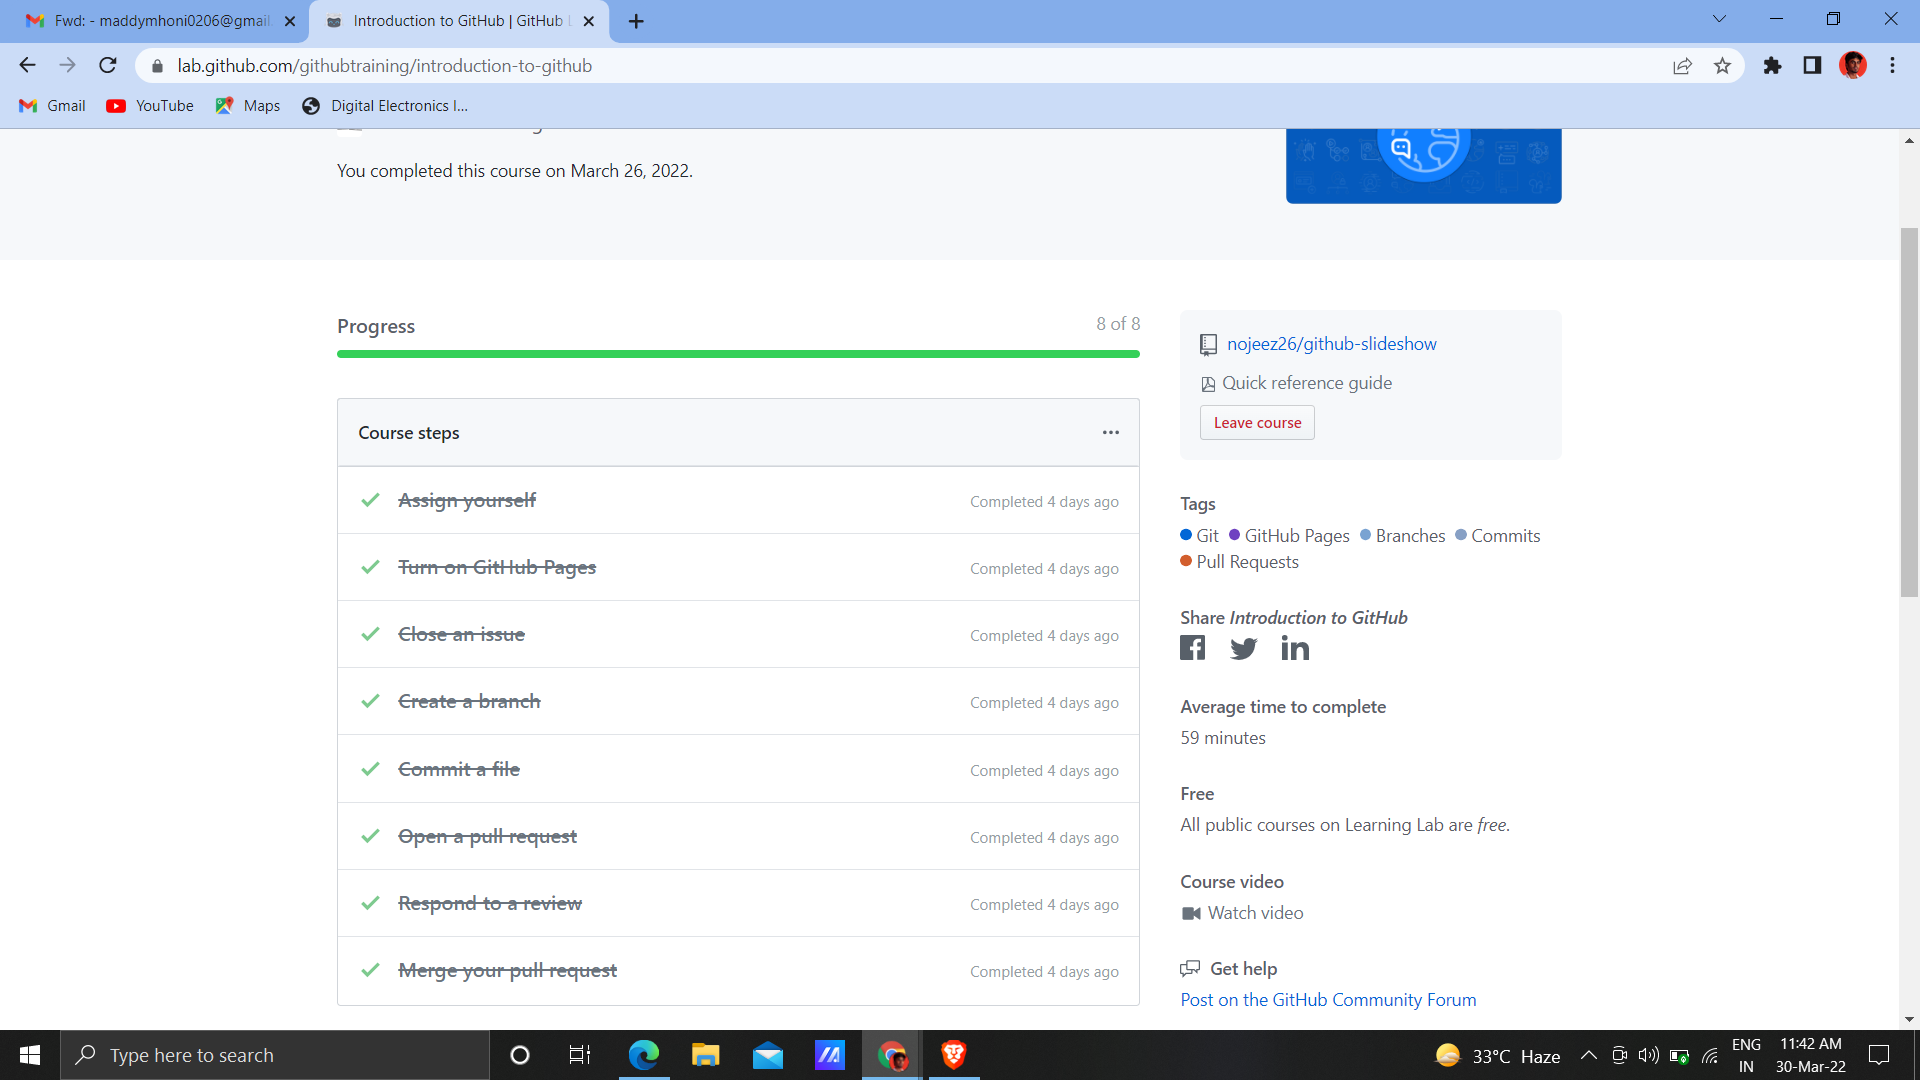 Fwd: - maddymhoni0206@gmail.
Introduction to GitHub | GitHub L
lab.github.com/githubtraining/introduction-to-github
Gmail
YouTube
Maps
Digital Electronics I...
You completed this course on March 26, 2022.
Progress
8 of 8
Course steps
Assign yourself
Completed 4 days ago
Turn on GitHub Pages
Completed 4 days ago
Close an issue
Completed 4 days ago
Create a branch
Completed 4 days ago
Commit a file
Completed 4 days ago
Open a pull request
Completed 4 days ago
Respond to a review
Completed 4 days ago
Merge your pull request
Completed 4 days ago
nojeez26/github-slideshow
Quick reference guide
Leave course
Tags
Git GitHub Pages Branches Commits
Pull Requests
Share Introduction to GitHub
Average time to complete
59 minutes
Free
All public courses on Learning Lab are free.
Course video
Watch video
Get help
Post on the GitHub Community Forum
Type here to search
33°C Haze
ENG
IN
11:42 AM
30-Mar-22